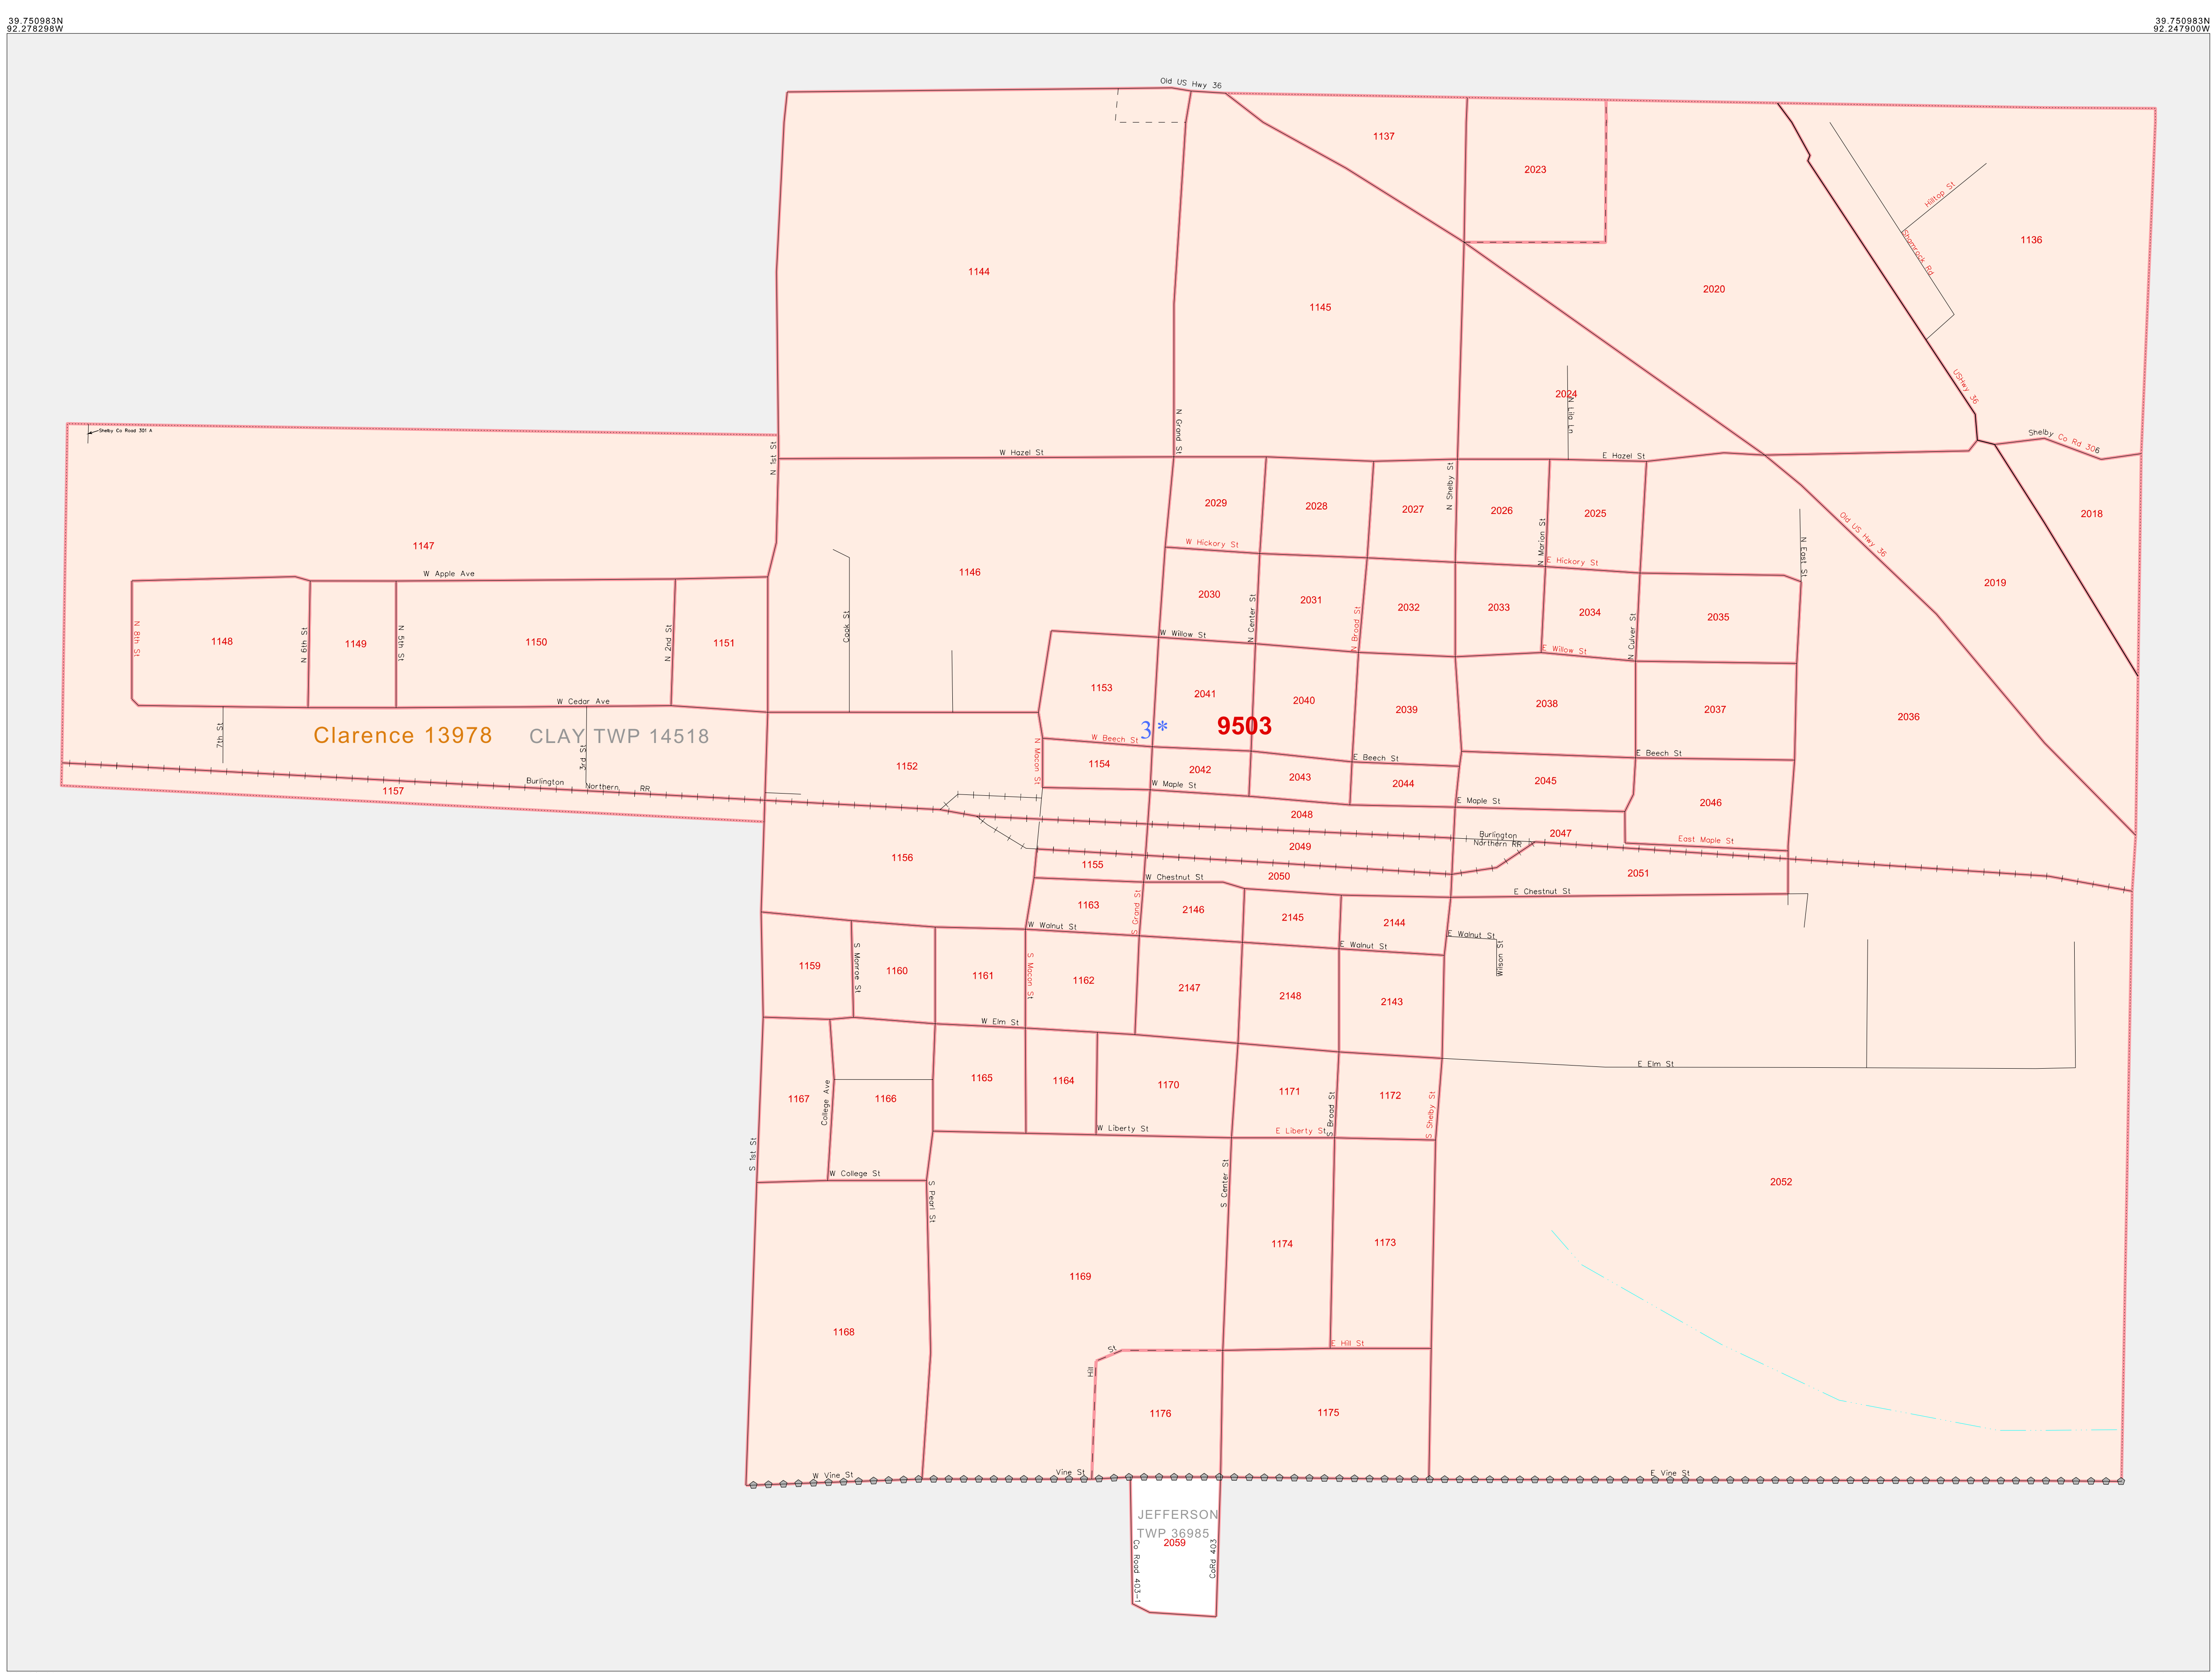 39.750983N
92.278298W
39.750983N
92.247900W
Old US Hwy 36
1137
2023
Hilltop St
Shamrock Rd
1136
1144
2020
1145
USHwy 36
2024
N Lila Ln
N Grand St
Shelby Co Road 301 A
N 1st St
W Hazel St
E Hazel St
Shelby Co Rd 306
N Shelby St
2029
2028
2027
2026
2025
2018
Old US Hwy 36
N Marion St
W Hickory St
E Hickory St
N East St
1147
W Apple Ave
1146
2019
2030
2031
2032
2033
2034
2035
Cook St
N Center St
N Broad St
N Culver St
N 8th St
1148
N 6th St
1149
N 5th St
1150
N 2nd St
1151
W Willow St
E Willow St
1153
2041
2040
2039
2038
2037
2036
W Cedar Ave
7th St
Clarence 13978
CLAY TWP 14518
3rd St
3*
9503
W Beech St
E Beech St
E Beech St
N Macon St
1152
1154
2042
2043
2044
2045
2046
W Maple St
E Maple St
Burlington
Northern RR
1157
2048
2047
East Maple St
Burlington
Northern RR
2049
1156
1155
2050
2051
W Chestnut St
E Chestnut St
1163
S Grand St
2146
2145
2144
W Walnut St
E Walnut St
E Walnut St
Wilson St
1159
S Monroe St
1160
1161
S Macon St
1162
2147
2148
2143
W Elm St
E Elm St
1167
College Ave
1166
1165
1164
1170
1171
S Broad St
1172
S Shelby St
W Liberty St
E Liberty St
S 1st St
W College St
S Pearl St
S Center St
2052
1174
1173
1169
1168
E Hill St
Hill St
1176
1175
W Vine St
Vine St
E Vine St
JEFFERSON
TWP 36985
2059
Co Road 403-1
CoRd 403